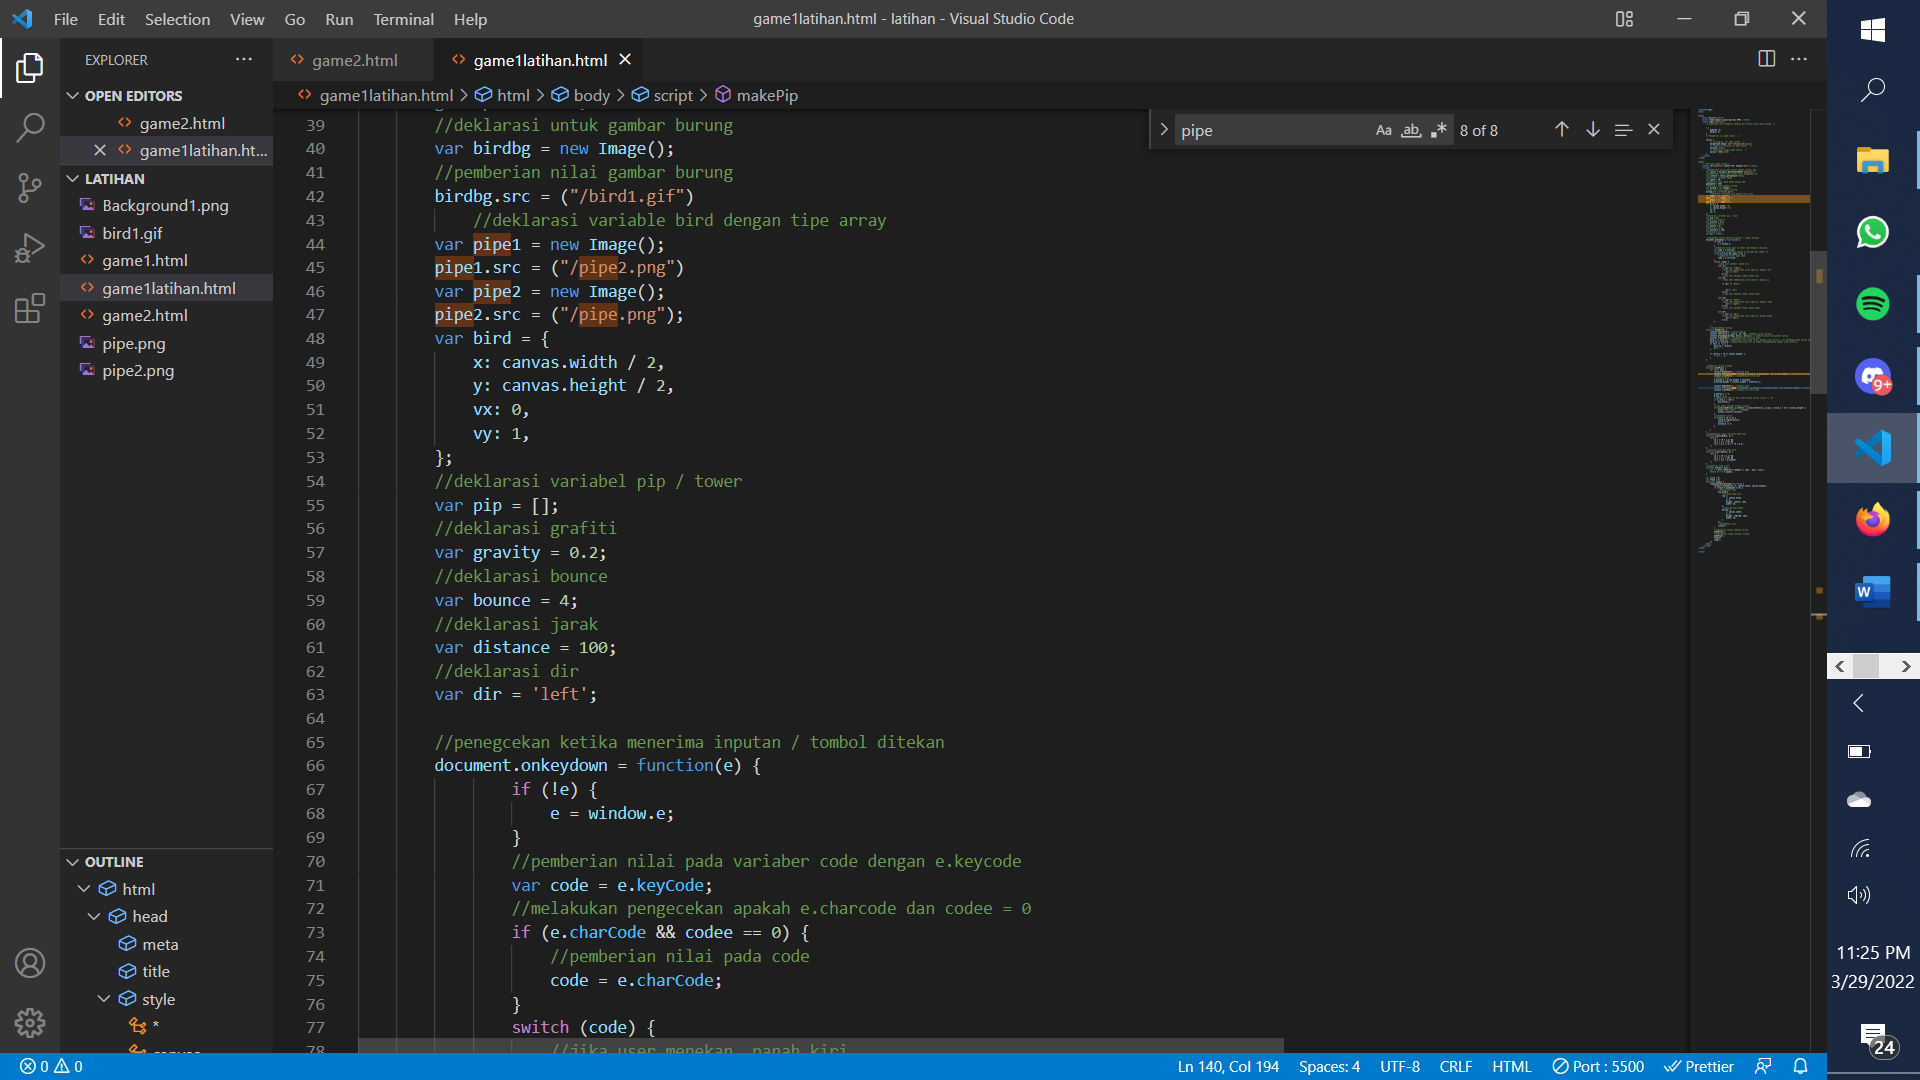 File Edit Selection View Go Run Terminal Help
game1latihan.html - latihan - Visual Studio Code
EXPLORER
OPEN EDITORS
game2.html
game1latihan.ht...
LATIHAN
Background1.png
bird1.gif
game1.html
game1latihan.html
game2.html
pipe.png
pipe2.png
OUTLINE
html
head
meta
title
style
*
game2.html
game1latihan.html
game1latihan.html > html > body > script > makePip
pipe
Aa ab .*
8 of 8
39 //deklarasi untuk gambar burung
40 var birdbg = new Image();
41 //pemberian nilai gambar burung
42 birdbg.src = ("/bird1.gif")
43 //deklarasi variable bird dengan tipe array
44 var pipe1 = new Image();
45 pipe1.src = ("/pipe2.png")
46 var pipe2 = new Image();
47 pipe2.src = ("/pipe.png");
48 var bird = {
49 x: canvas.width / 2,
50 y: canvas.height / 2,
51 vx: 0,
52 vy: 1,
53 };
54 //deklarasi variabel pip / tower
55 var pip = [];
56 //deklarasi grafiti
57 var gravity = 0.2;
58 //deklarasi bounce
59 var bounce = 4;
60 //deklarasi jarak
61 var distance = 100;
62 //deklarasi dir
63 var dir = 'left';
64
65 //penegcekan ketika menerima inputan / tombol ditekan
66 document.onkeydown = function(e) {
67 if (!e) {
68 e = window.e;
69 }
70 //pemberian nilai pada variaber code dengan e.keycode
71 var code = e.keyCode;
72 //melakukan pengecekan apakah e.charcode dan codee = 0
73 if (e.charCode && codee == 0) {
74 //pemberian nilai pada code
75 code = e.charCode;
76 }
77 switch (code) {
78 //jika user menekan panah kiri
0 0
Ln 140, Col 194 Spaces: 4 UTF-8 CRLF HTML Port : 5500 Prettier
9+
W
11:25 PM
3/29/2022
24